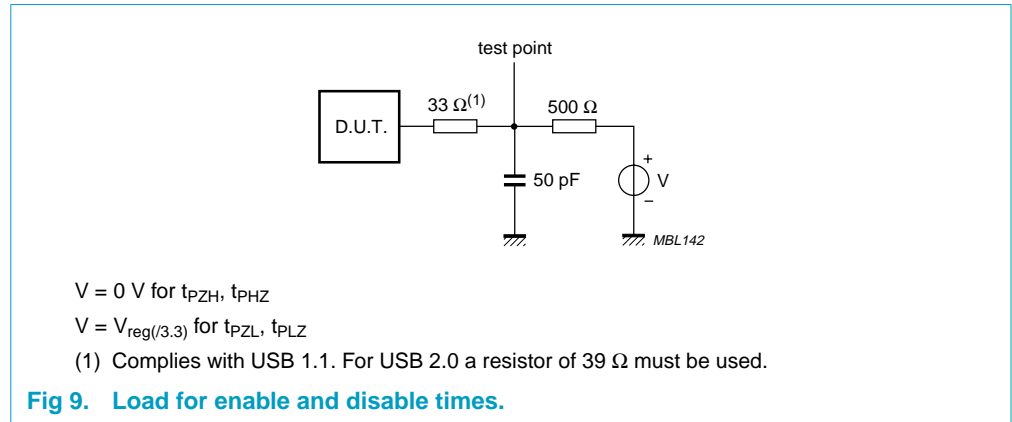 test point
33 Ω(1)
500 Ω
D.U.T.
+
50 pF
V
−
MBL142
V = 0 V for tPZH, tPHZ
V = Vreg(/3.3) for tPZL, tPLZ
(1) Complies with USB 1.1. For USB 2.0 a resistor of 39 Ω must be used.
Fig 9. Load for enable and disable times.